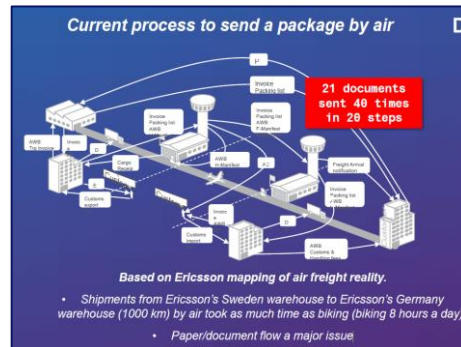 Current process to send a package by air
D
Invoice
Packing list
21 documents
sent 40 times
in 20 steps
Invoice
Packing list
AWB
Invoice
Packing list
AWB
F-Manifest
AWB
Invoice
D
Cargo
Receipt
AWB
m-Manifest
Freight Arrival
notification
Invoice
Packing list
E
Customs
export
Customs
Import
D
AWB
Customs &
Based on Ericsson mapping of air freight reality.
• Shipments from Ericsson's Sweden warehouse to Ericsson's Germany
warehouse (1000 km) by air took as much time as biking (biking 8 hours a day)
• Paper/document flow a major issue